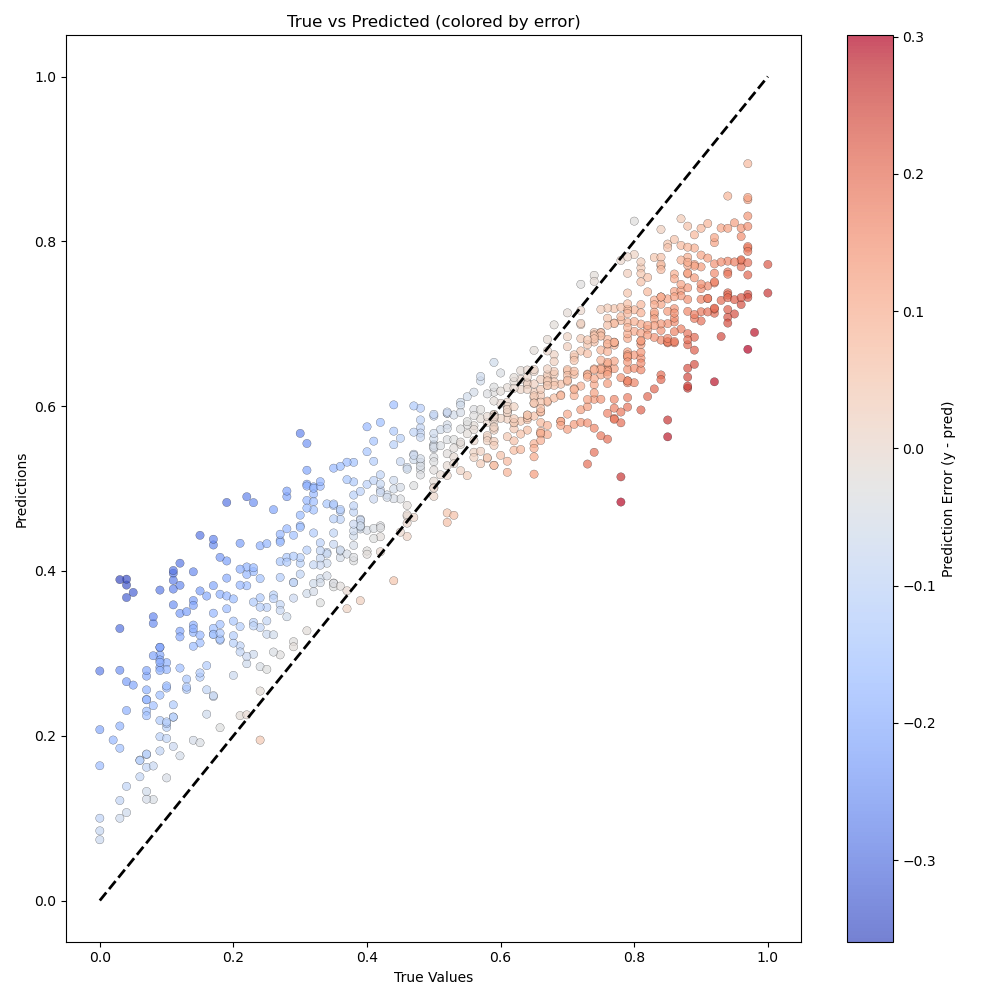 True vs Predicted (colored by error)
Predictions
1.0
0.8
0.6
0.4
0.2
0.0
0.0 0.2 0.4 0.6 0.8 1.0
True Values
0.3
0.2
0.1
0.0
−0.1
−0.2
−0.3
Prediction Error (y - pred)